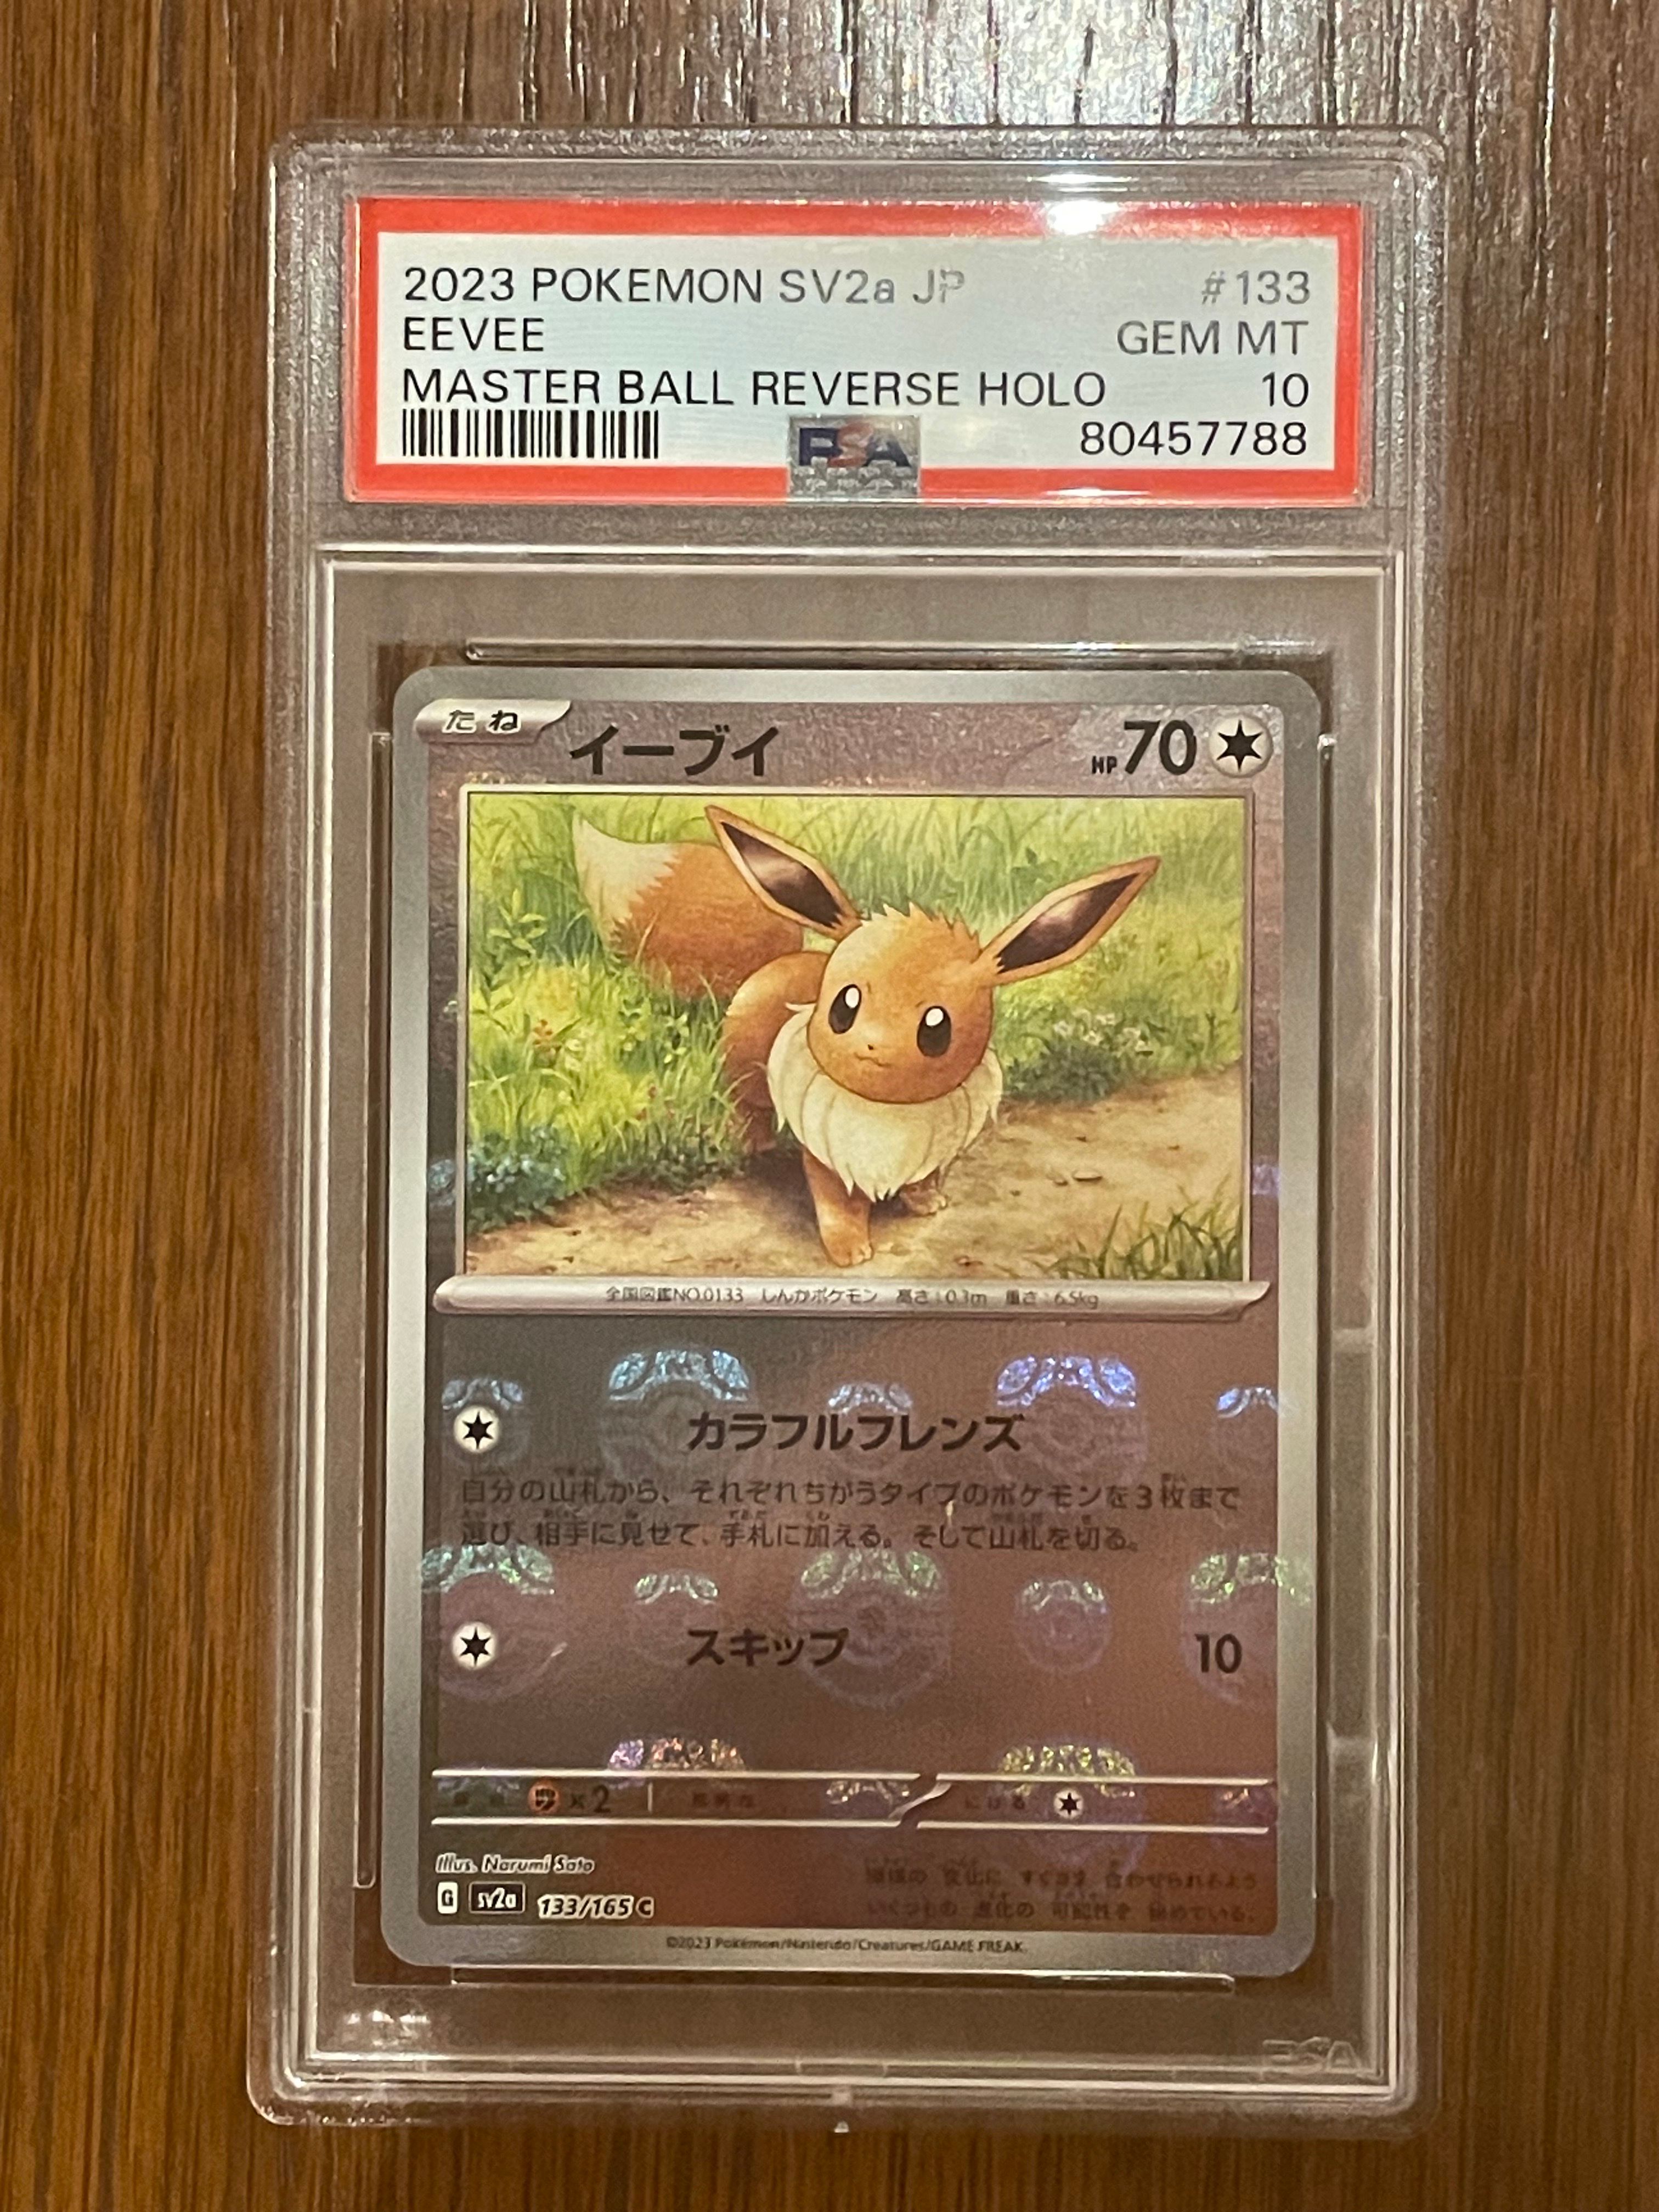 2023 POKEMON SV2a JP #133
EEVEE GEM MT
MASTER BALL REVERSE HOLO 10
PSA 80457788
たね イーブイ HP70
全国図鑑NO.0133 しんかポケモン 高さ:0.3m 重さ:6.5kg
カラフルフレンズ
自分の山札から、それぞれちがうタイプのポケモンを3枚まで
選び、相手に見せて、手札に加える。そして山札を切る。
スキップ 10
×2 にげる
Illus. Narumi Sato
G sv2a 133/165 C
©2023 Pokémon/Nintendo/Creatures/GAME FREAK.
PSA